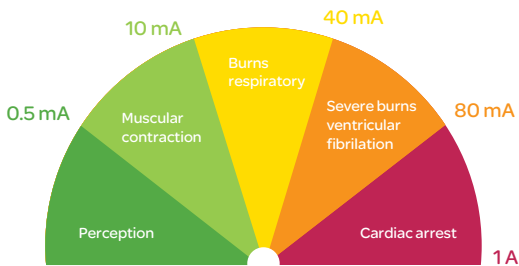 40 mA
10 mA
Burns
respiratory
0.5 mA
Muscular
contraction
Severe burns
ventricular
fibrilation
80 mA
Perception
Cardiac arrest
1 A